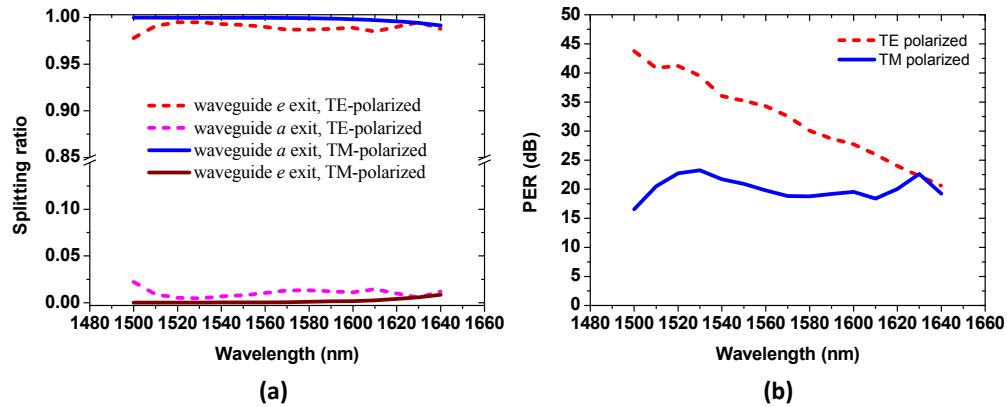 1.00
0.95
0.90
0.85
0.10
0.05
0.00
Splitting ratio
waveguide e exit, TE-polarized
waveguide a exit, TE-polarized
waveguide a exit, TM-polarized
waveguide e exit, TM-polarized
1480 1500 1520 1540 1560 1580 1600 1620 1640 1660
Wavelength (nm)
(a)
50
45
40
35
30
25
20
15
10
5
0
PER (dB)
TE polarized
TM polarized
1480 1500 1520 1540 1560 1580 1600 1620 1640 1660
Wavelength (nm)
(b)